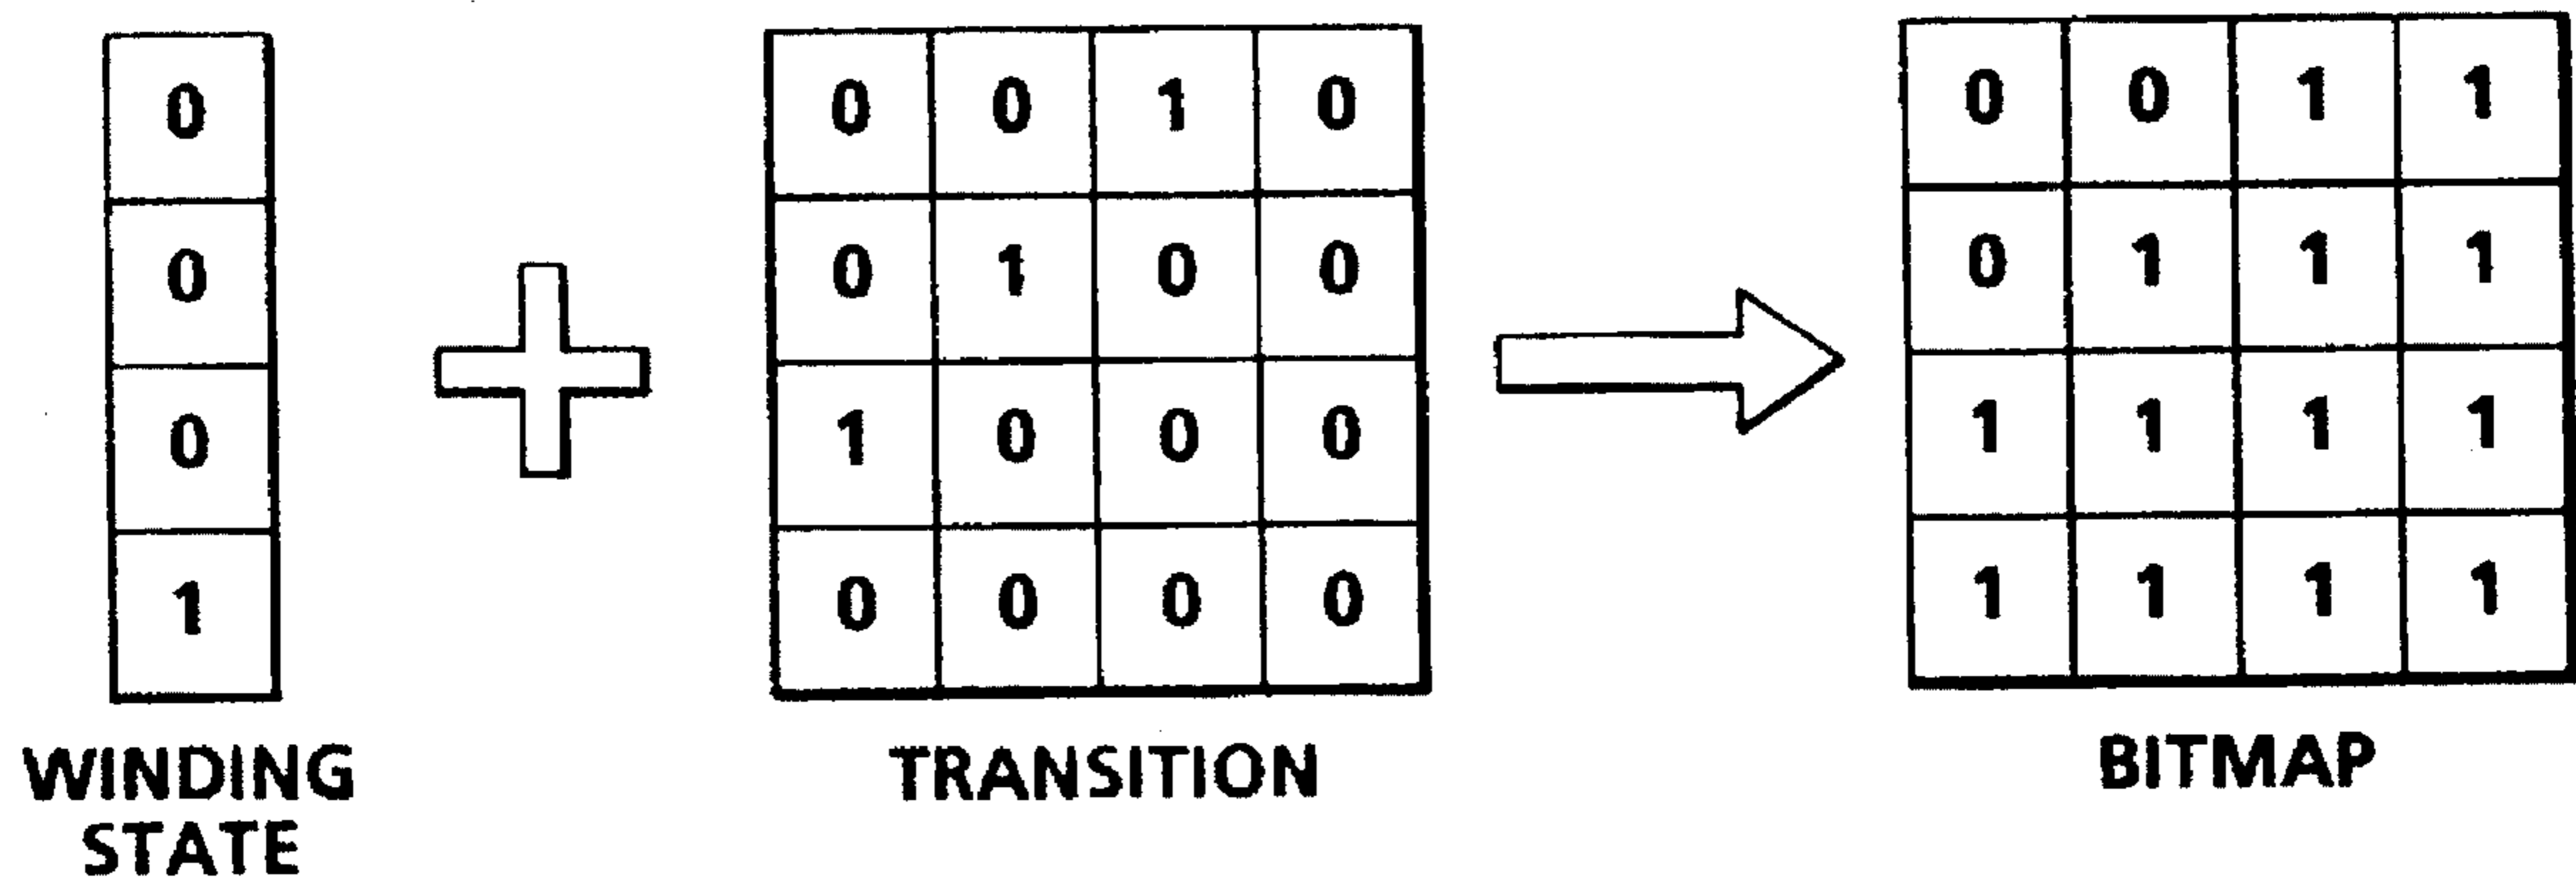 0
0
0
1
WINDING
STATE
0 0 1 0
0 1 0 0
1 0 0 0
0 0 0 0
TRANSITION
0 0 1 1
0 1 1 1
1 1 1 1
1 1 1 1
BITMAP